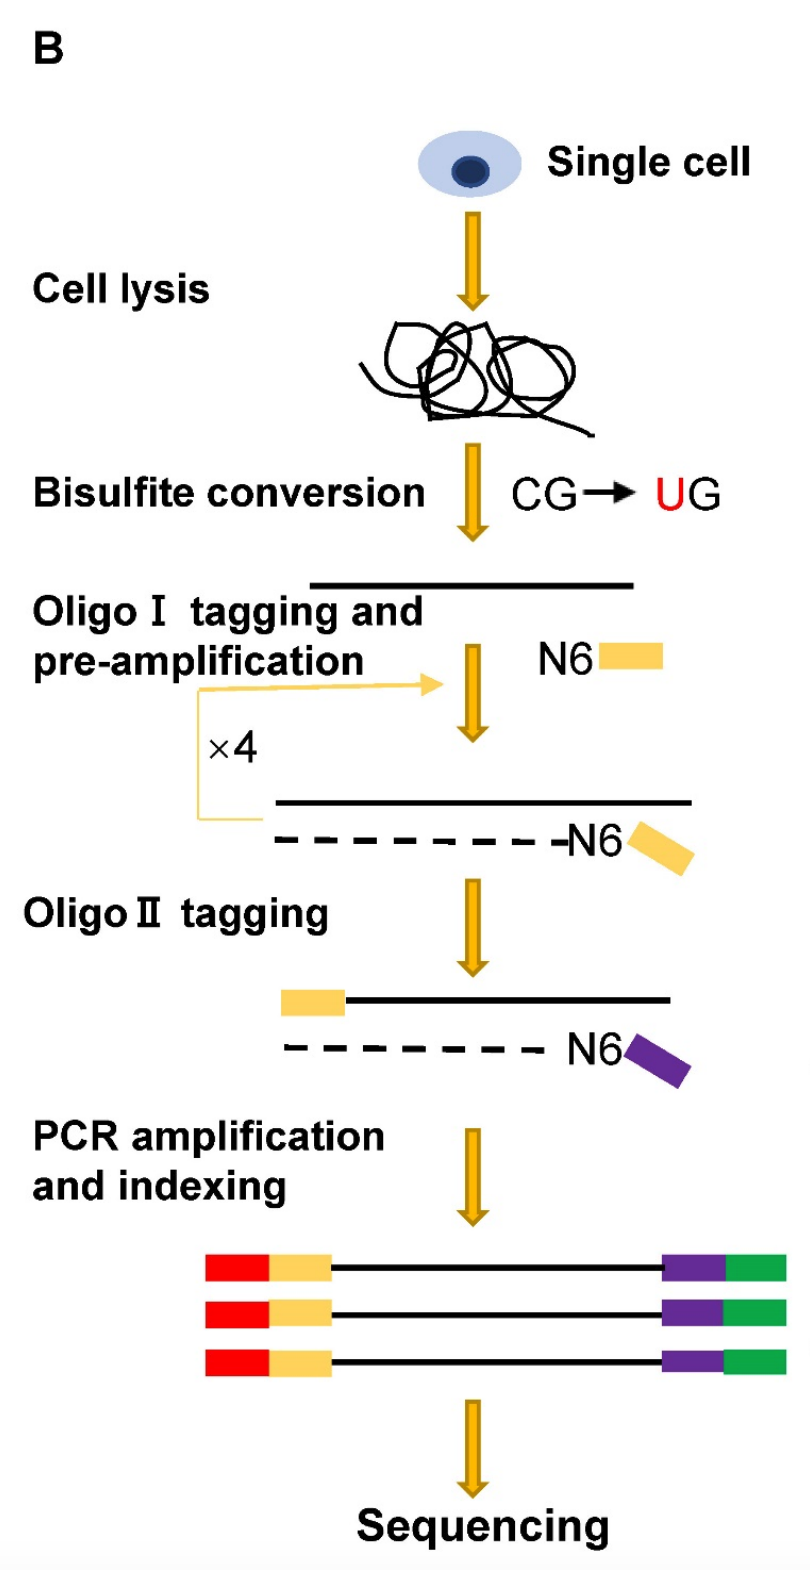 B
Single cell
Cell lysis
Bisulfite conversion
CG → UG
Oligo Ⅰ tagging and
pre-amplification
N6
×4
N6
Oligo Ⅱ tagging
N6
PCR amplification
and indexing
Sequencing